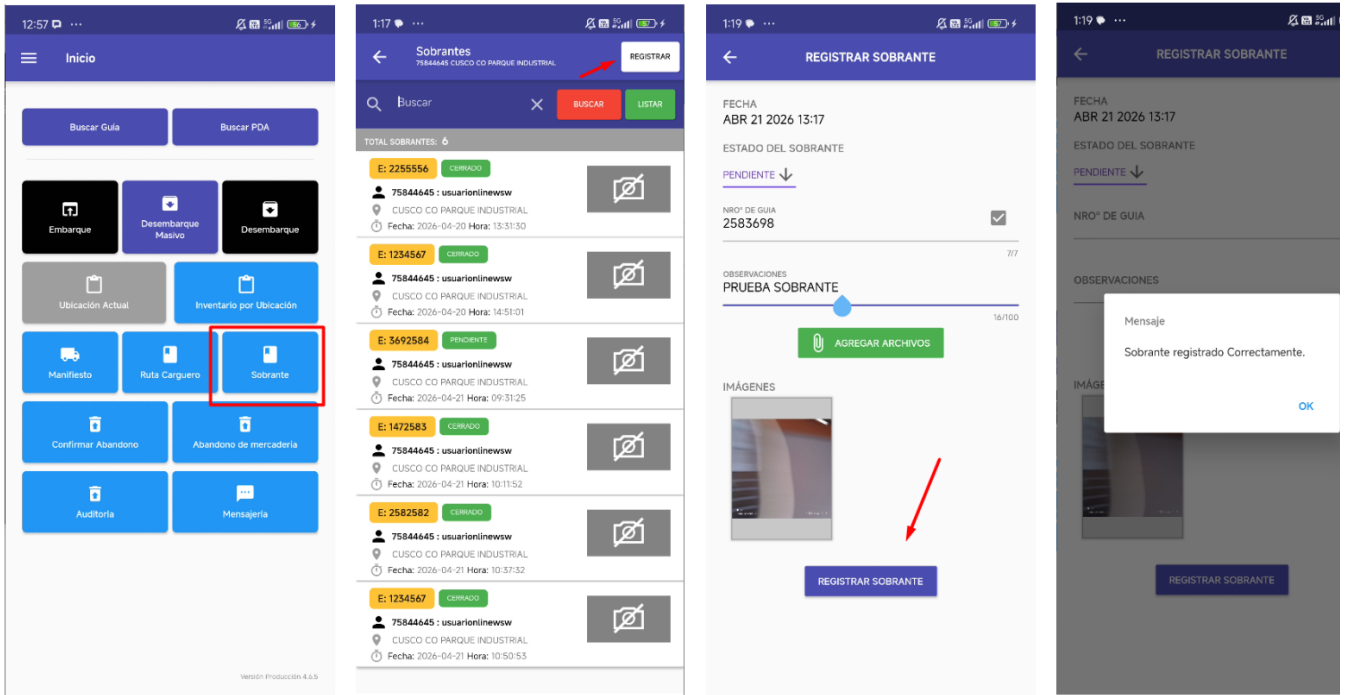 12:57
Inicio
Buscar Guía
Buscar PDA
Embarque
Desembarque
Masivo
Desembarque
Ubicación Actual
Inventario por Ubicación
Manifiesto
Ruta Carguero
Sobrante
Confirmar Abandono
Abandono de mercadería
Auditoria
Mensajería
Versión Producción 4.6.5
1:17
Sobrantes
75844645 CUSCO CO PARQUE INDUSTRIAL
REGISTRAR
Buscar
BUSCAR
LISTAR
TOTAL SOBRANTES: 6
E: 2255556 CERRADO
75844645 : usuarionlinewsw
CUSCO CO PARQUE INDUSTRIAL
Fecha: 2026-04-20 Hora: 13:31:30
E: 1234567 CERRADO
75844645 : usuarionlinewsw
CUSCO CO PARQUE INDUSTRIAL
Fecha: 2026-04-20 Hora: 14:51:01
E: 3692584 PENDIENTE
75844645 : usuarionlinewsw
CUSCO CO PARQUE INDUSTRIAL
Fecha: 2026-04-21 Hora: 09:31:25
E: 1472583 CERRADO
75844645 : usuarionlinewsw
CUSCO CO PARQUE INDUSTRIAL
Fecha: 2026-04-21 Hora: 10:11:52
E: 2582582 CERRADO
75844645 : usuarionlinewsw
CUSCO CO PARQUE INDUSTRIAL
Fecha: 2026-04-21 Hora: 10:37:32
E: 1234567 CERRADO
75844645 : usuarionlinewsw
CUSCO CO PARQUE INDUSTRIAL
Fecha: 2026-04-21 Hora: 10:50:53
1:19
REGISTRAR SOBRANTE
FECHA
ABR 21 2026 13:17
ESTADO DEL SOBRANTE
PENDIENTE
NRO° DE GUIA
2583698
7/7
OBSERVACIONES
PRUEBA SOBRANTE
16/100
AGREGAR ARCHIVOS
IMÁGENES
REGISTRAR SOBRANTE
1:19
REGISTRAR SOBRANTE
FECHA
ABR 21 2026 13:17
ESTADO DEL SOBRANTE
PENDIENTE
NRO° DE GUIA
OBSERVACIONES
Mensaje
Sobrante registrado Correctamente.
OK
IMÁGE
REGISTRAR SOBRANTE